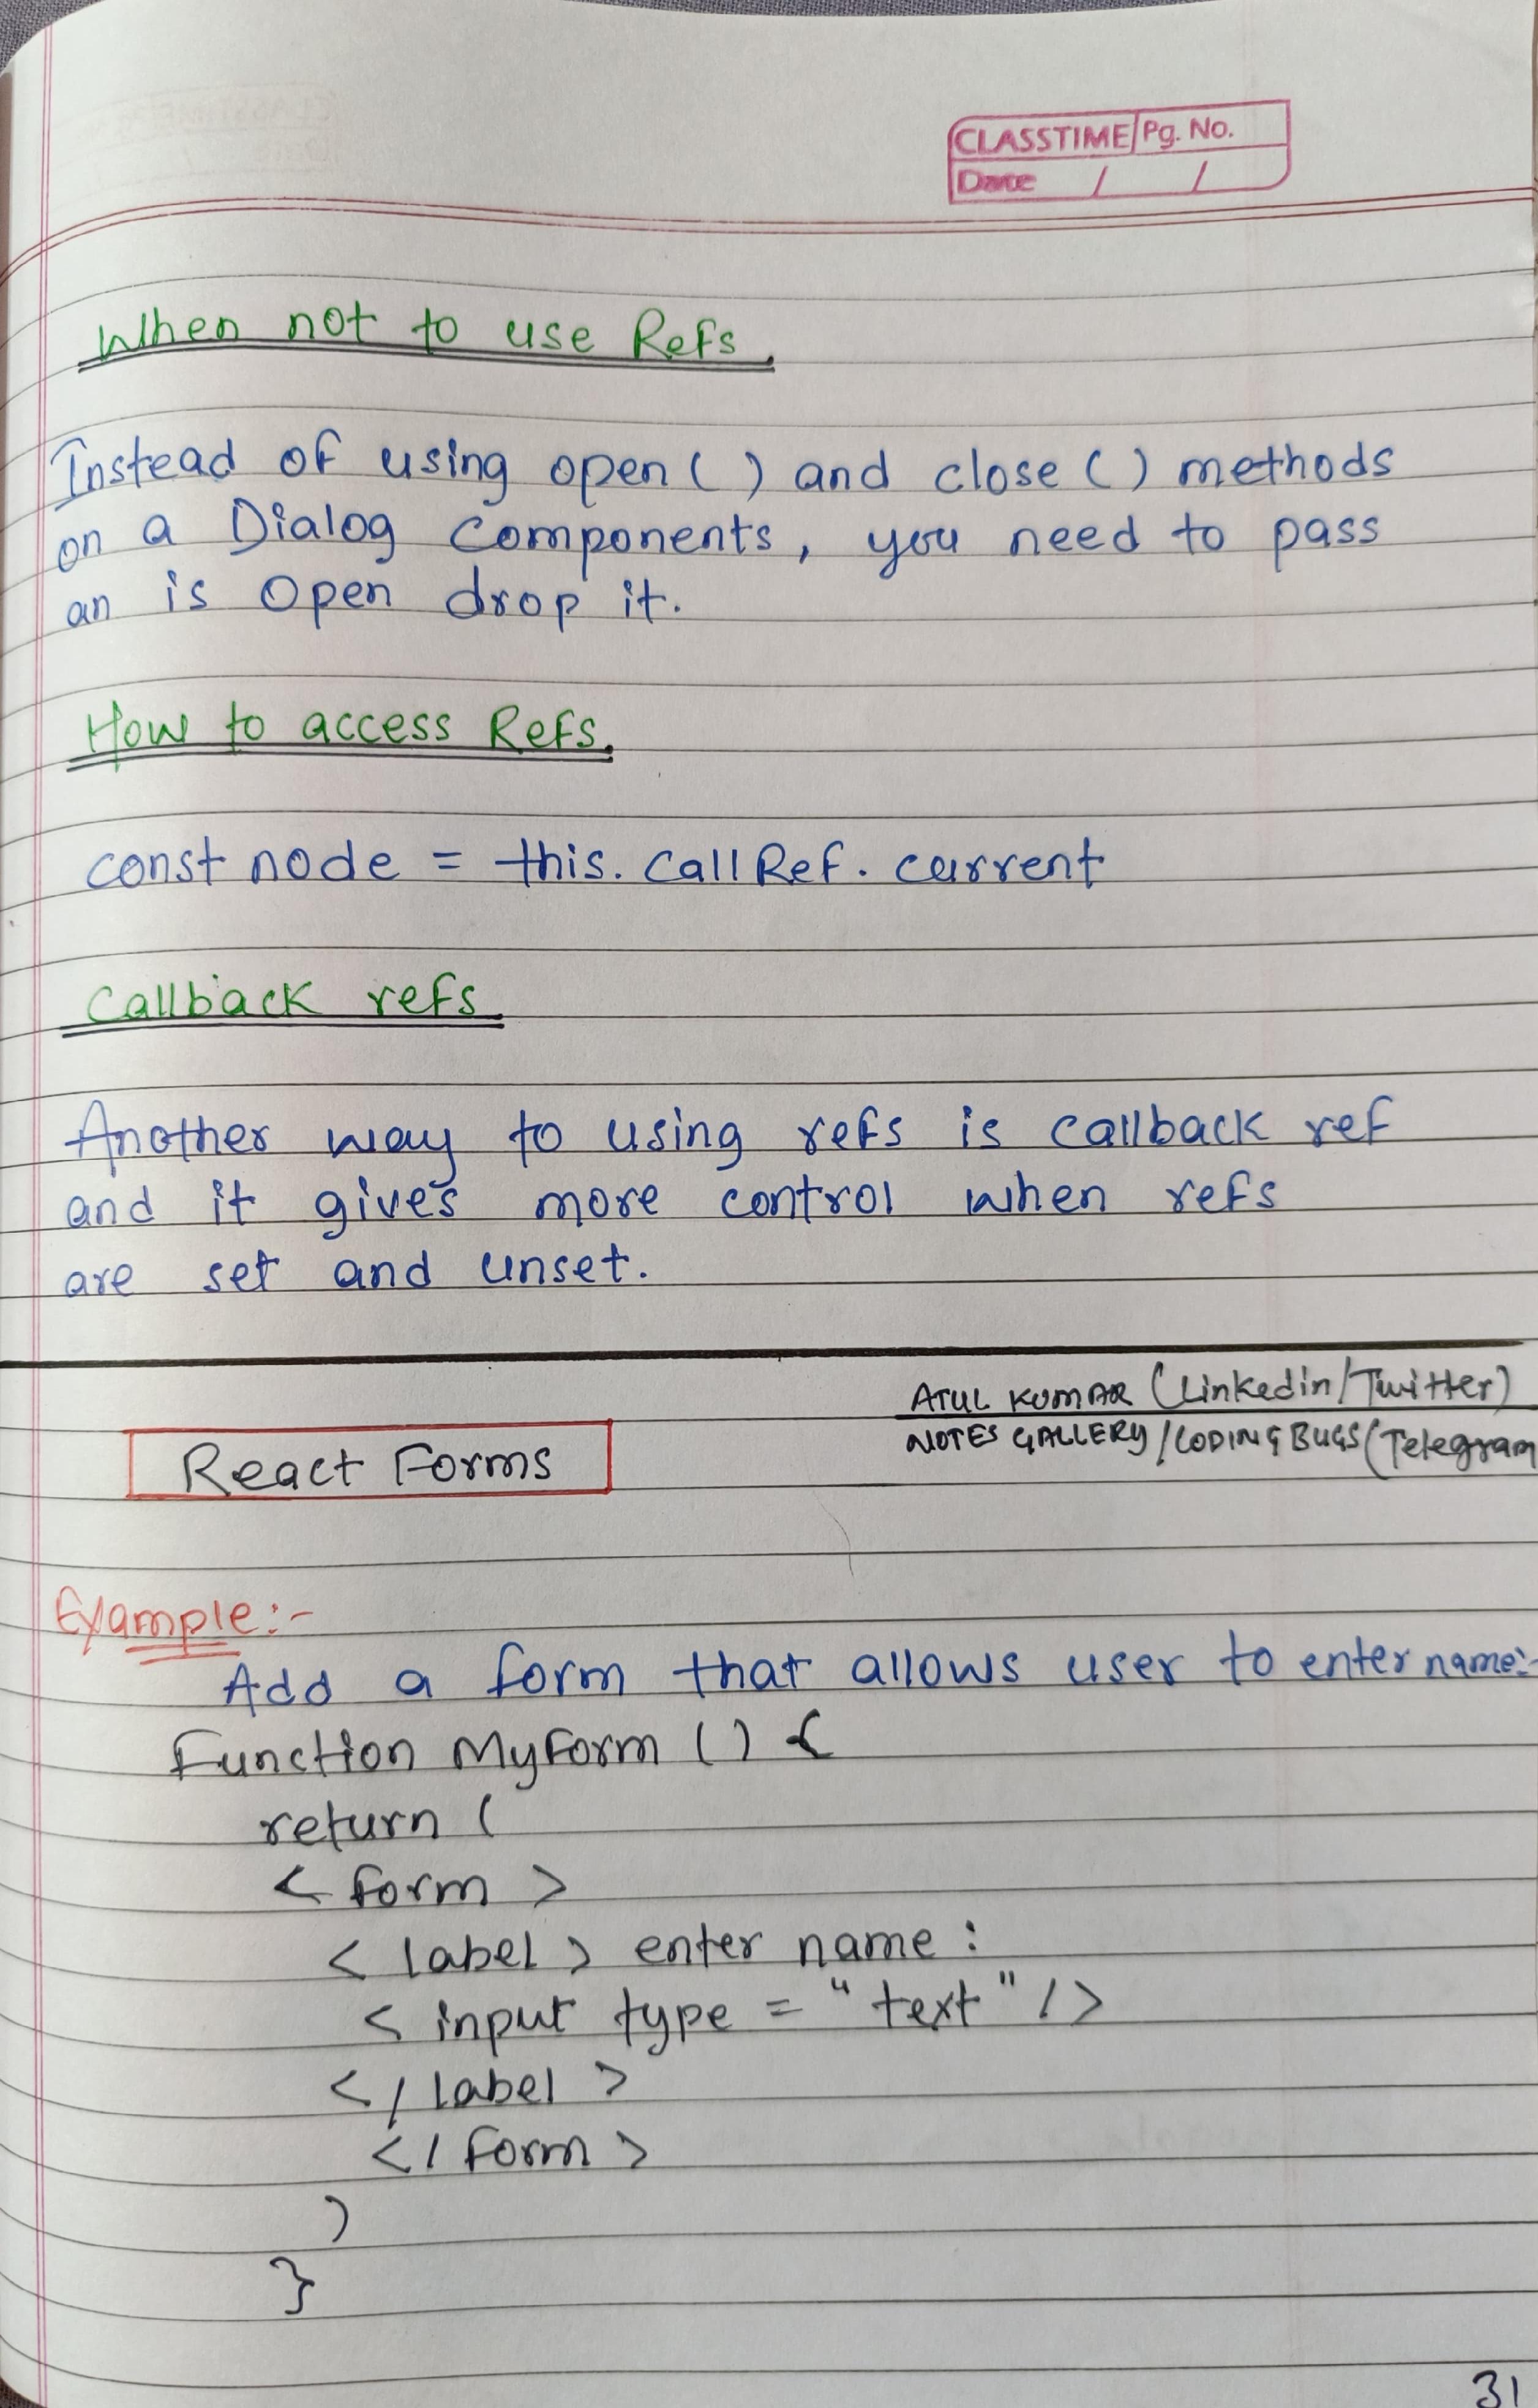 CLASSTIME Pg. No.
Date / /
When not to use Refs.
Instead of using open() and close() methods
on a Dialog Components, you need to pass
an is Open drop it.
How to access Refs.
const node = this. callRef. current
Callback refs
Another way to using refs is callback ref
and it gives more control when refs
are set and unset.
ATUL KUMAR (Linkedin/Twitter)
NOTES GALLERY/CODING BUGS(Telegram
React Forms
Example:-
Add a form that allows user to enter name:-
Function MyForm () {
return (
< form >
< label > enter name :
< input type = "text" />
</ label >
</ form >
)
}
31